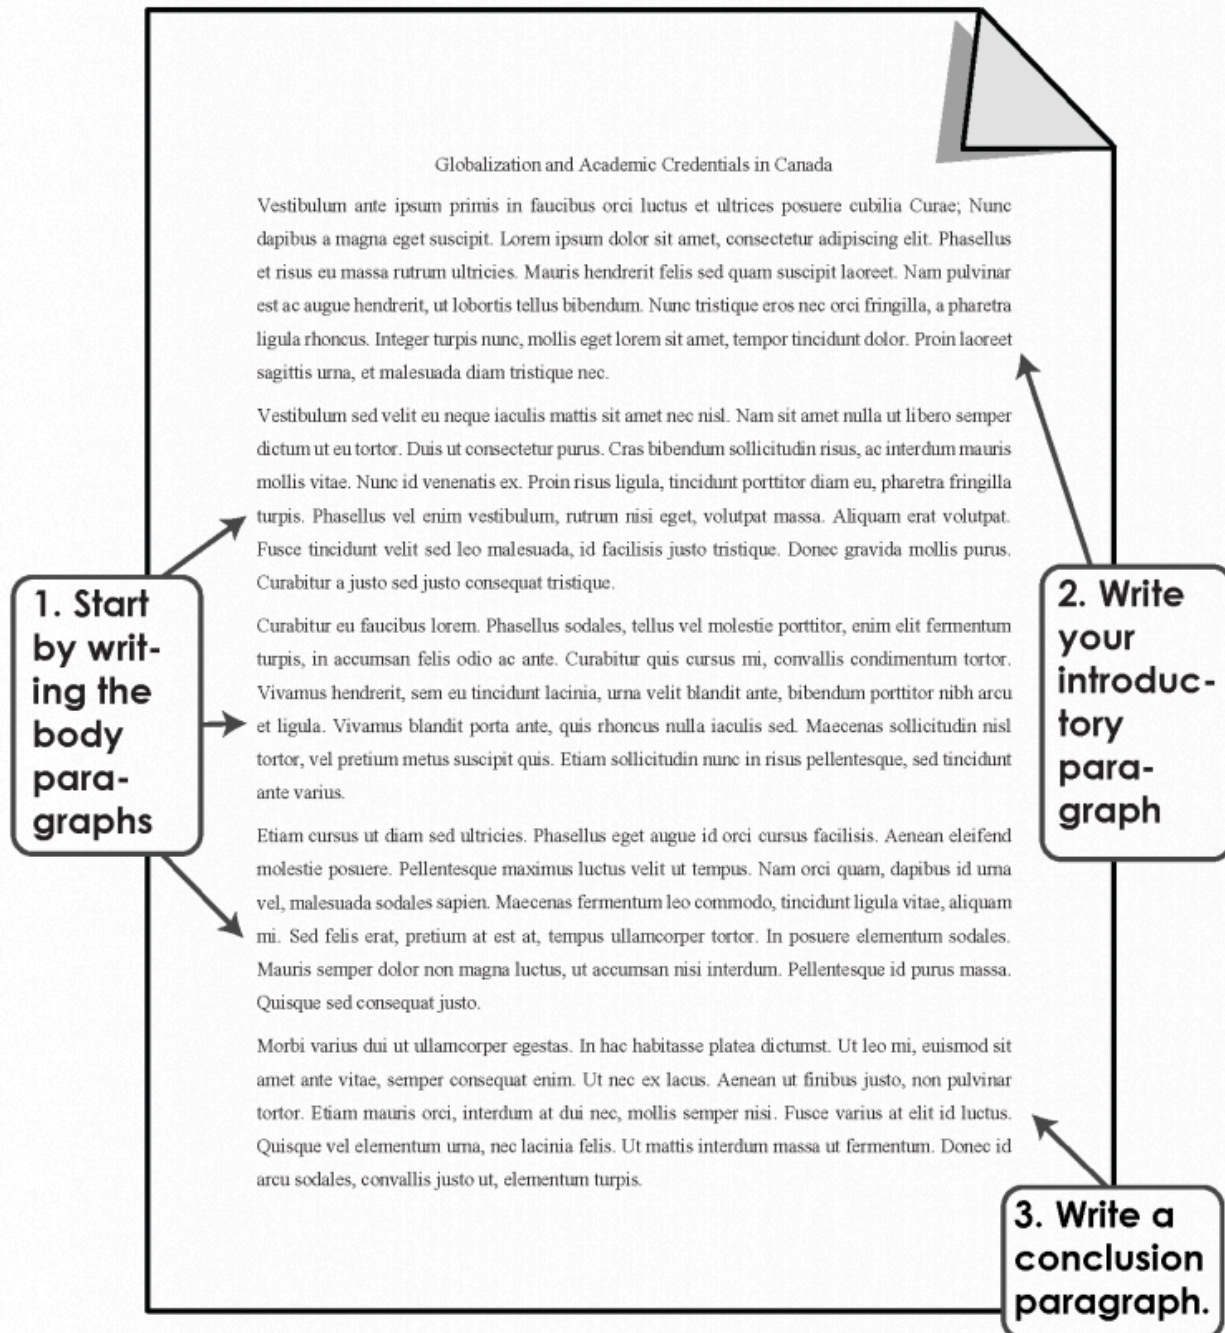 Globalization and Academic Credentials in Canada
Vestibulum ante ipsum primis in faucibus orci luctus et ultrices posuere cubilia Curae; Nunc
dapibus a magna eget suscipit. Lorem ipsum dolor sit amet, consectetur adipiscing elit. Phasellus
et risus eu massa rutrum ultricies. Mauris hendrerit felis sed quam suscipit laoreet. Nam pulvinar
est ac augue hendrerit, ut lobortis tellus bibendum. Nunc tristique eros nec orci fringilla, a pharetra
ligula rhoncus. Integer turpis nunc, mollis eget lorem sit amet, tempor tincidunt dolor. Proin laoreet
sagittis urna, et malesuada diam tristique nec.
Vestibulum sed velit eu neque iaculis mattis sit amet nec nisl. Nam sit amet nulla ut libero semper
dictum ut eu tortor. Duis ut consectetur purus. Cras bibendum sollicitudin risus, ac interdum mauris
mollis vitae. Nunc id venenatis ex. Proin risus ligula, tincidunt porttitor diam eu, pharetra fringilla
turpis. Phasellus vel enim vestibulum, rutrum nisi eget, volutpat massa. Aliquam erat volutpat.
Fusce tincidunt velit sed leo malesuada, id facilisis justo tristique. Donec gravida mollis purus.
Curabitur a justo sed justo consequat tristique.
Curabitur eu faucibus lorem. Phasellus sodales, tellus vel molestie porttitor, enim elit fermentum
turpis, in accumsan felis odio ac ante. Curabitur quis cursus mi, convallis condimentum tortor.
Vivamus hendrerit, sem eu tincidunt lacinia, urna velit blandit ante, bibendum porttitor nibh arcu
et ligula. Vivamus blandit porta ante, quis rhoncus nulla iaculis sed. Maecenas sollicitudin nisl
tortor, vel pretium metus suscipit quis. Etiam sollicitudin nunc in risus pellentesque, sed tincidunt
ante varius.
Etiam cursus ut diam sed ultricies. Phasellus eget augue id orci cursus facilisis. Aenean eleifend
molestie posuere. Pellentesque maximus luctus velit ut tempus. Nam orci quam, dapibus id urna
vel, malesuada sodales sapien. Maecenas fermentum leo commodo, tincidunt ligula vitae, aliquam
mi. Sed felis erat, pretium at est at, tempus ullamcorper tortor. In posuere elementum sodales.
Mauris semper dolor non magna luctus, ut accumsan nisi interdum. Pellentesque id purus massa.
Quisque sed consequat justo.
Morbi varius dui ut ullamcorper egestas. In hac habitasse platea dictumst. Ut leo mi, euismod sit
amet ante vitae, semper consequat enim. Ut nec ex lacus. Aenean ut finibus justo, non pulvinar
tortor. Etiam mauris orci, interdum at dui nec, mollis semper nisi. Fusce varius at elit id luctus.
Quisque vel elementum urna, nec lacinia felis. Ut mattis interdum massa ut fermentum. Donec id
arcu sodales, convallis justo ut, elementum turpis.
1. Start
by writ-
ing the
body
para-
graphs
2. Write
your
introduc-
tory
para-
graph
3. Write a
conclusion
paragraph.